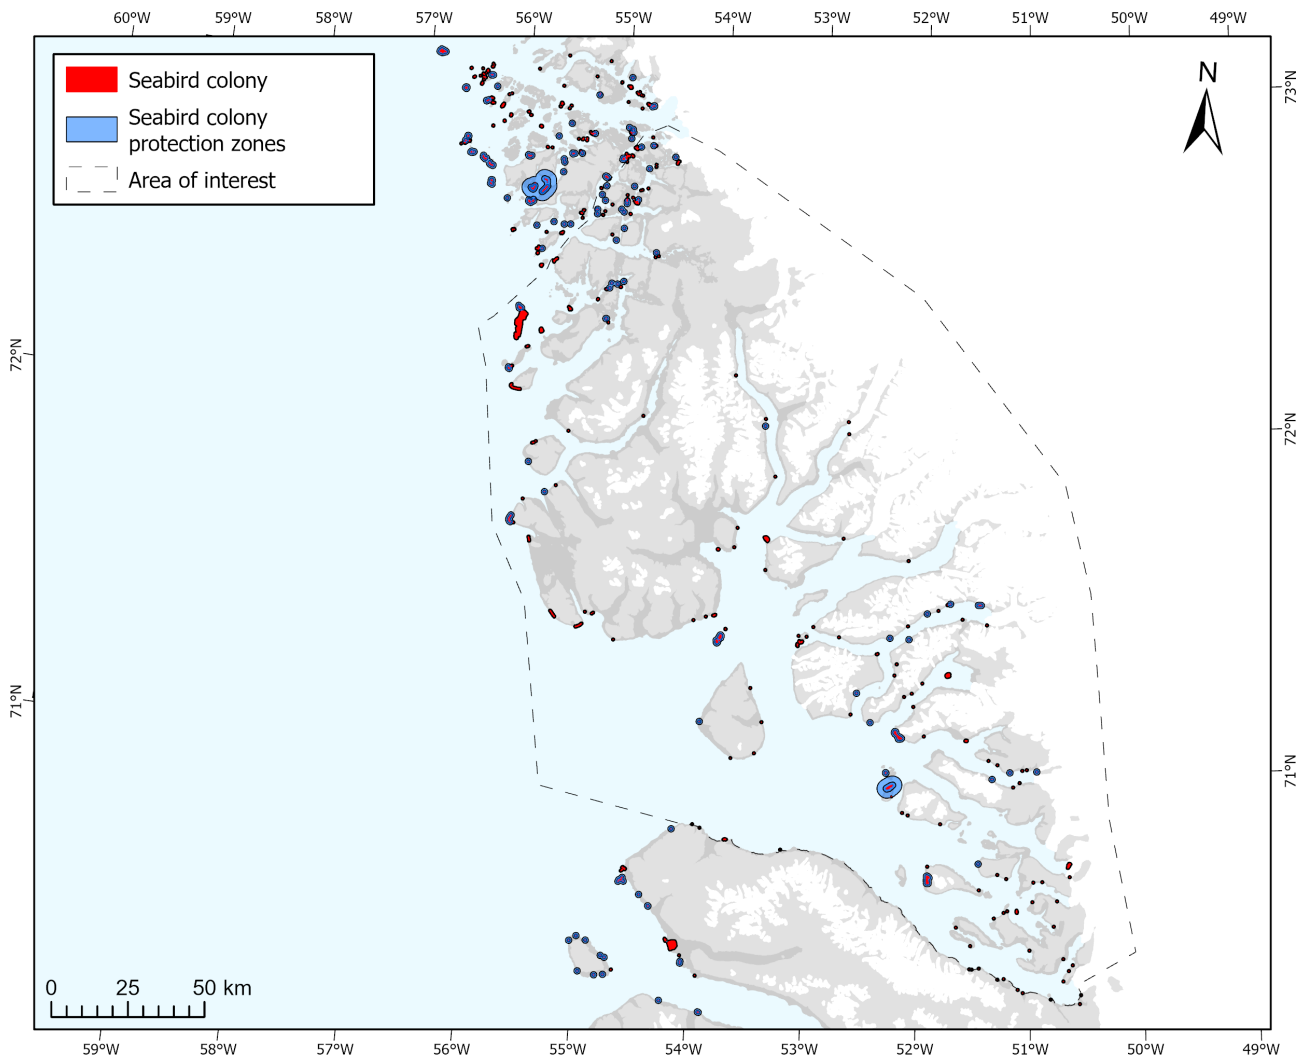 60°W 59°W 58°W 57°W 56°W 55°W 54°W 53°W 52°W 51°W 50°W 49°W
Seabird colony
Seabird colony
protection zones
Area of interest
N
73°N
72°N
72°N
71°N
71°N
0 25 50 km
59°W 58°W 57°W 56°W 55°W 54°W 53°W 52°W 51°W 50°W 49°W